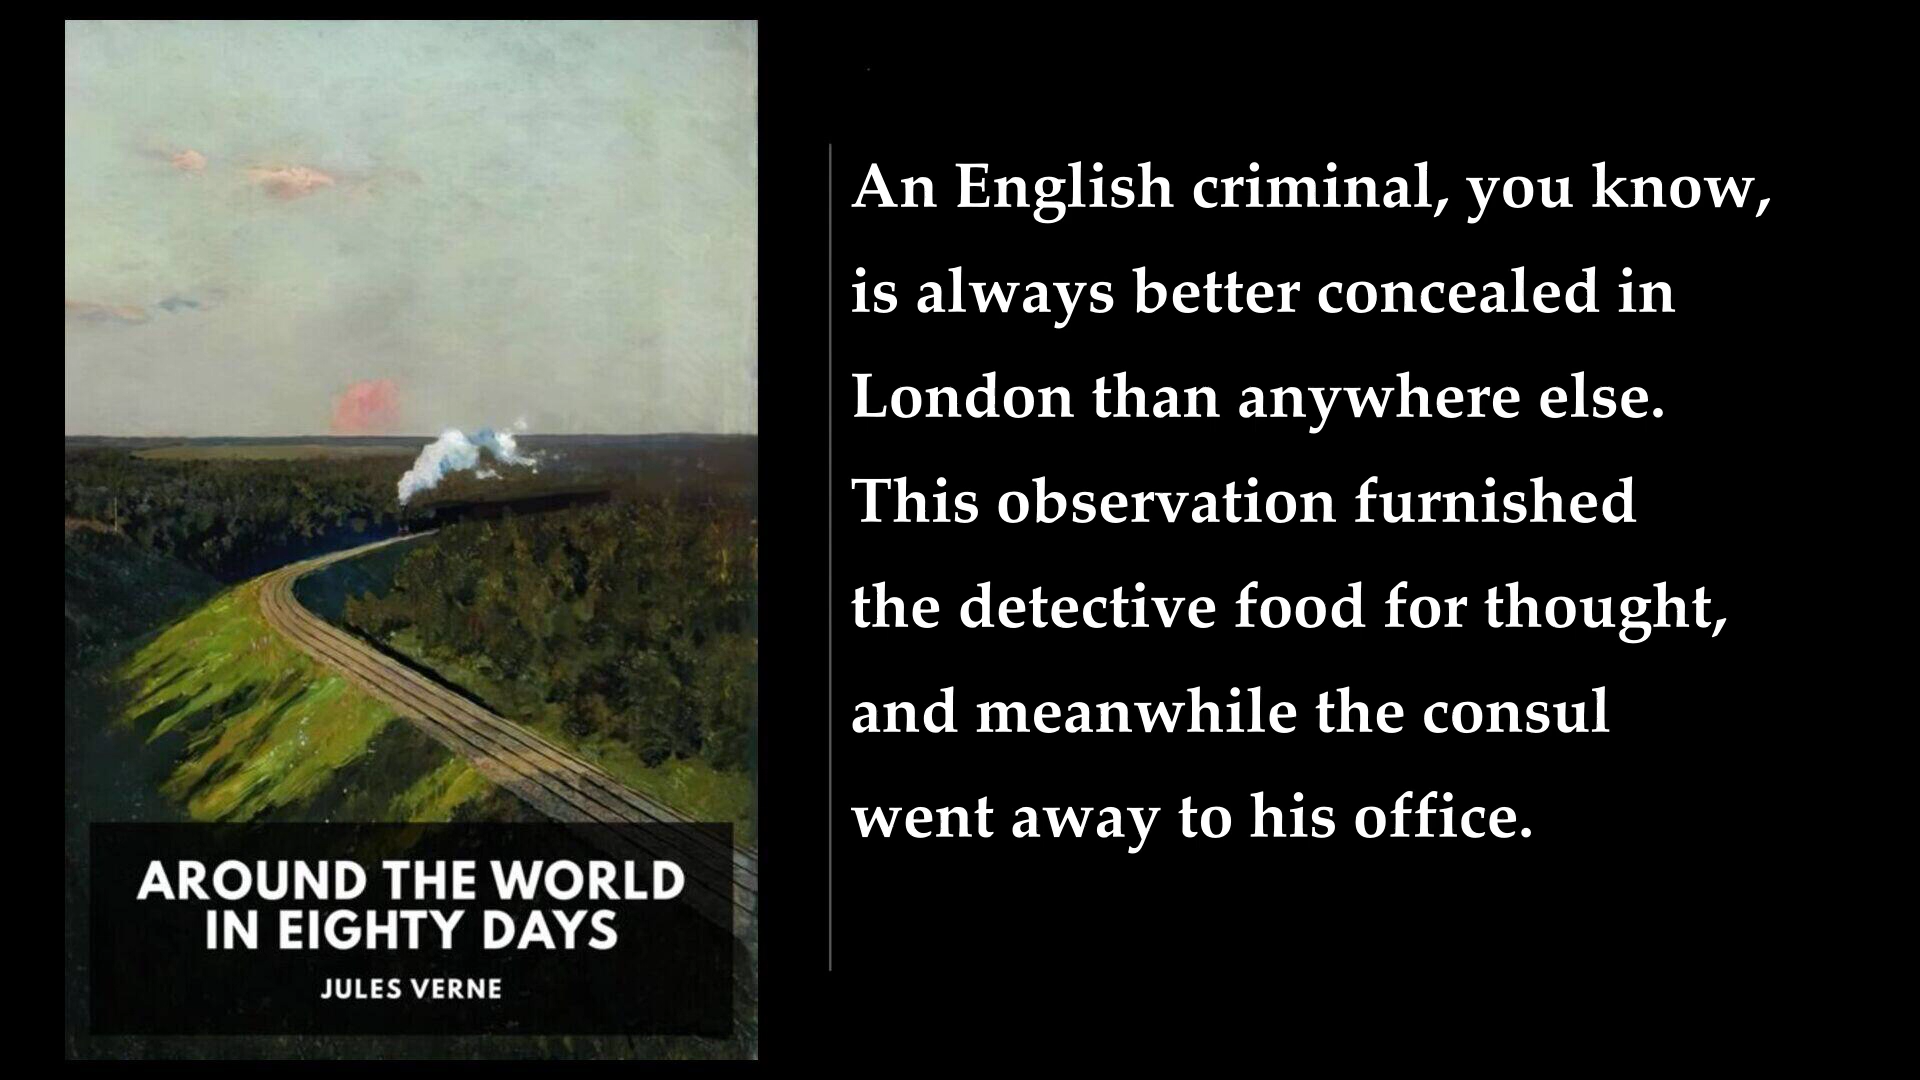 AROUND THE WORLD
IN EIGHTY DAYS
JULES VERNE
An English criminal, you know,
is always better concealed in
London than anywhere else.
This observation furnished
the detective food for thought,
and meanwhile the consul
went away to his office.